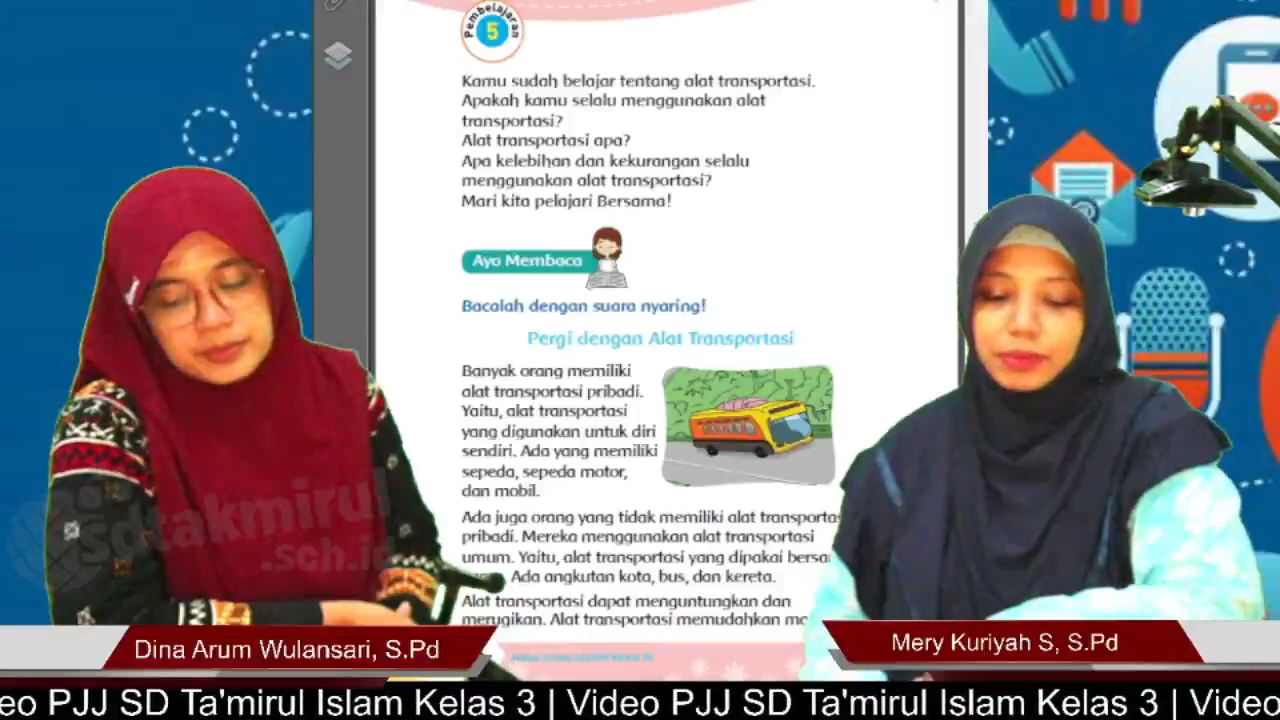 Pembelajaran
5
Kamu sudah belajar tentang alat transportasi.
Apakah kamu selalu menggunakan alat
transportasi?
Alat transportasi apa?
Apa kelebihan dan kekurangan selalu
menggunakan alat transportasi?
Mari kita pelajari Bersama!
Ayo Membaca
Bacalah dengan suara nyaring!
Pergi dengan Alat Transportasi
Banyak orang memiliki
alat transportasi pribadi.
Yaitu, alat transportasi
yang digunakan untuk diri
sendiri. Ada yang memiliki
sepeda, sepeda motor,
dan mobil.
Ada juga orang yang tidak memiliki alat transportas
pribadi. Mereka menggunakan alat transportasi
umum. Yaitu, alat transportasi yang dipakai bersa
Ada angkutan kota, bus, dan kereta.
Alat transportasi dapat menguntungkan dan
merugikan. Alat transportasi memudahkan
sdtakmirul
.sch.id
Dina Arum Wulansari, S.Pd
Mery Kuriyah S, S.Pd
eo PJJ SD Ta'mirul Islam Kelas 3 | Video PJJ SD Ta'mirul Islam Kelas 3 | Video